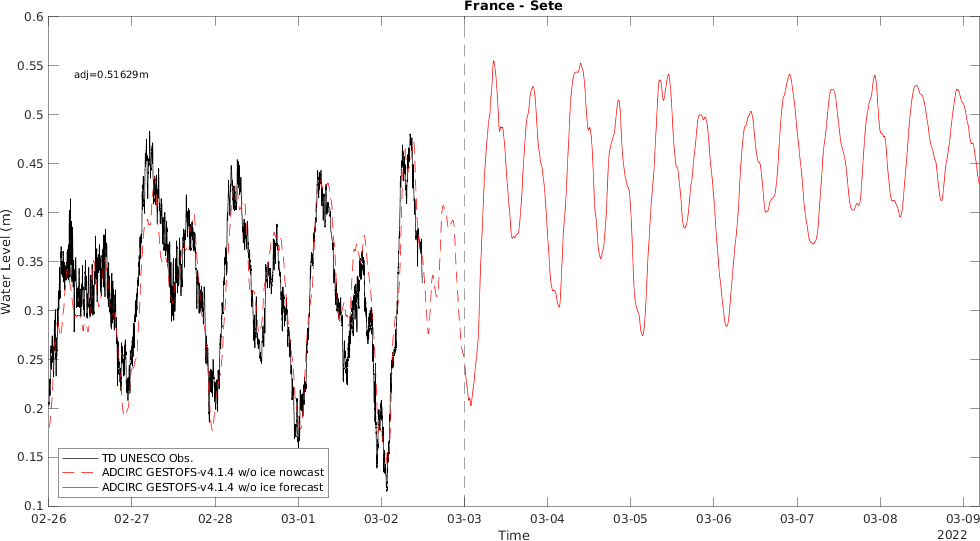 France - Sete
0.6
0.55
0.5
0.45
0.4
0.35
0.3
0.25
0.2
0.15
0.1
Water Level (m)
adj=0.51629m
TD UNESCO Obs.
ADCIRC GESTOFS-v4.1.4 w/o ice nowcast
ADCIRC GESTOFS-v4.1.4 w/o ice forecast
02-26 02-27 02-28 03-01 03-02 03-03 03-04 03-05 03-06 03-07 03-08 03-09
Time
2022